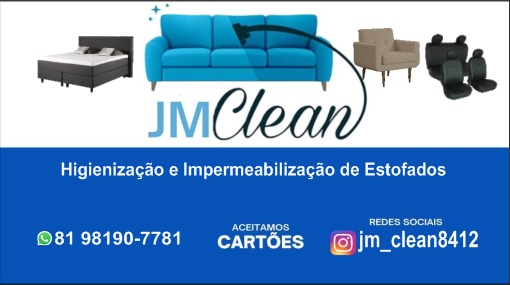 JMClean
Higienização e Impermeabilização de Estofados
81 98190-7781
ACEITAMOS
CARTÕES
REDES SOCIAIS
jm_clean8412